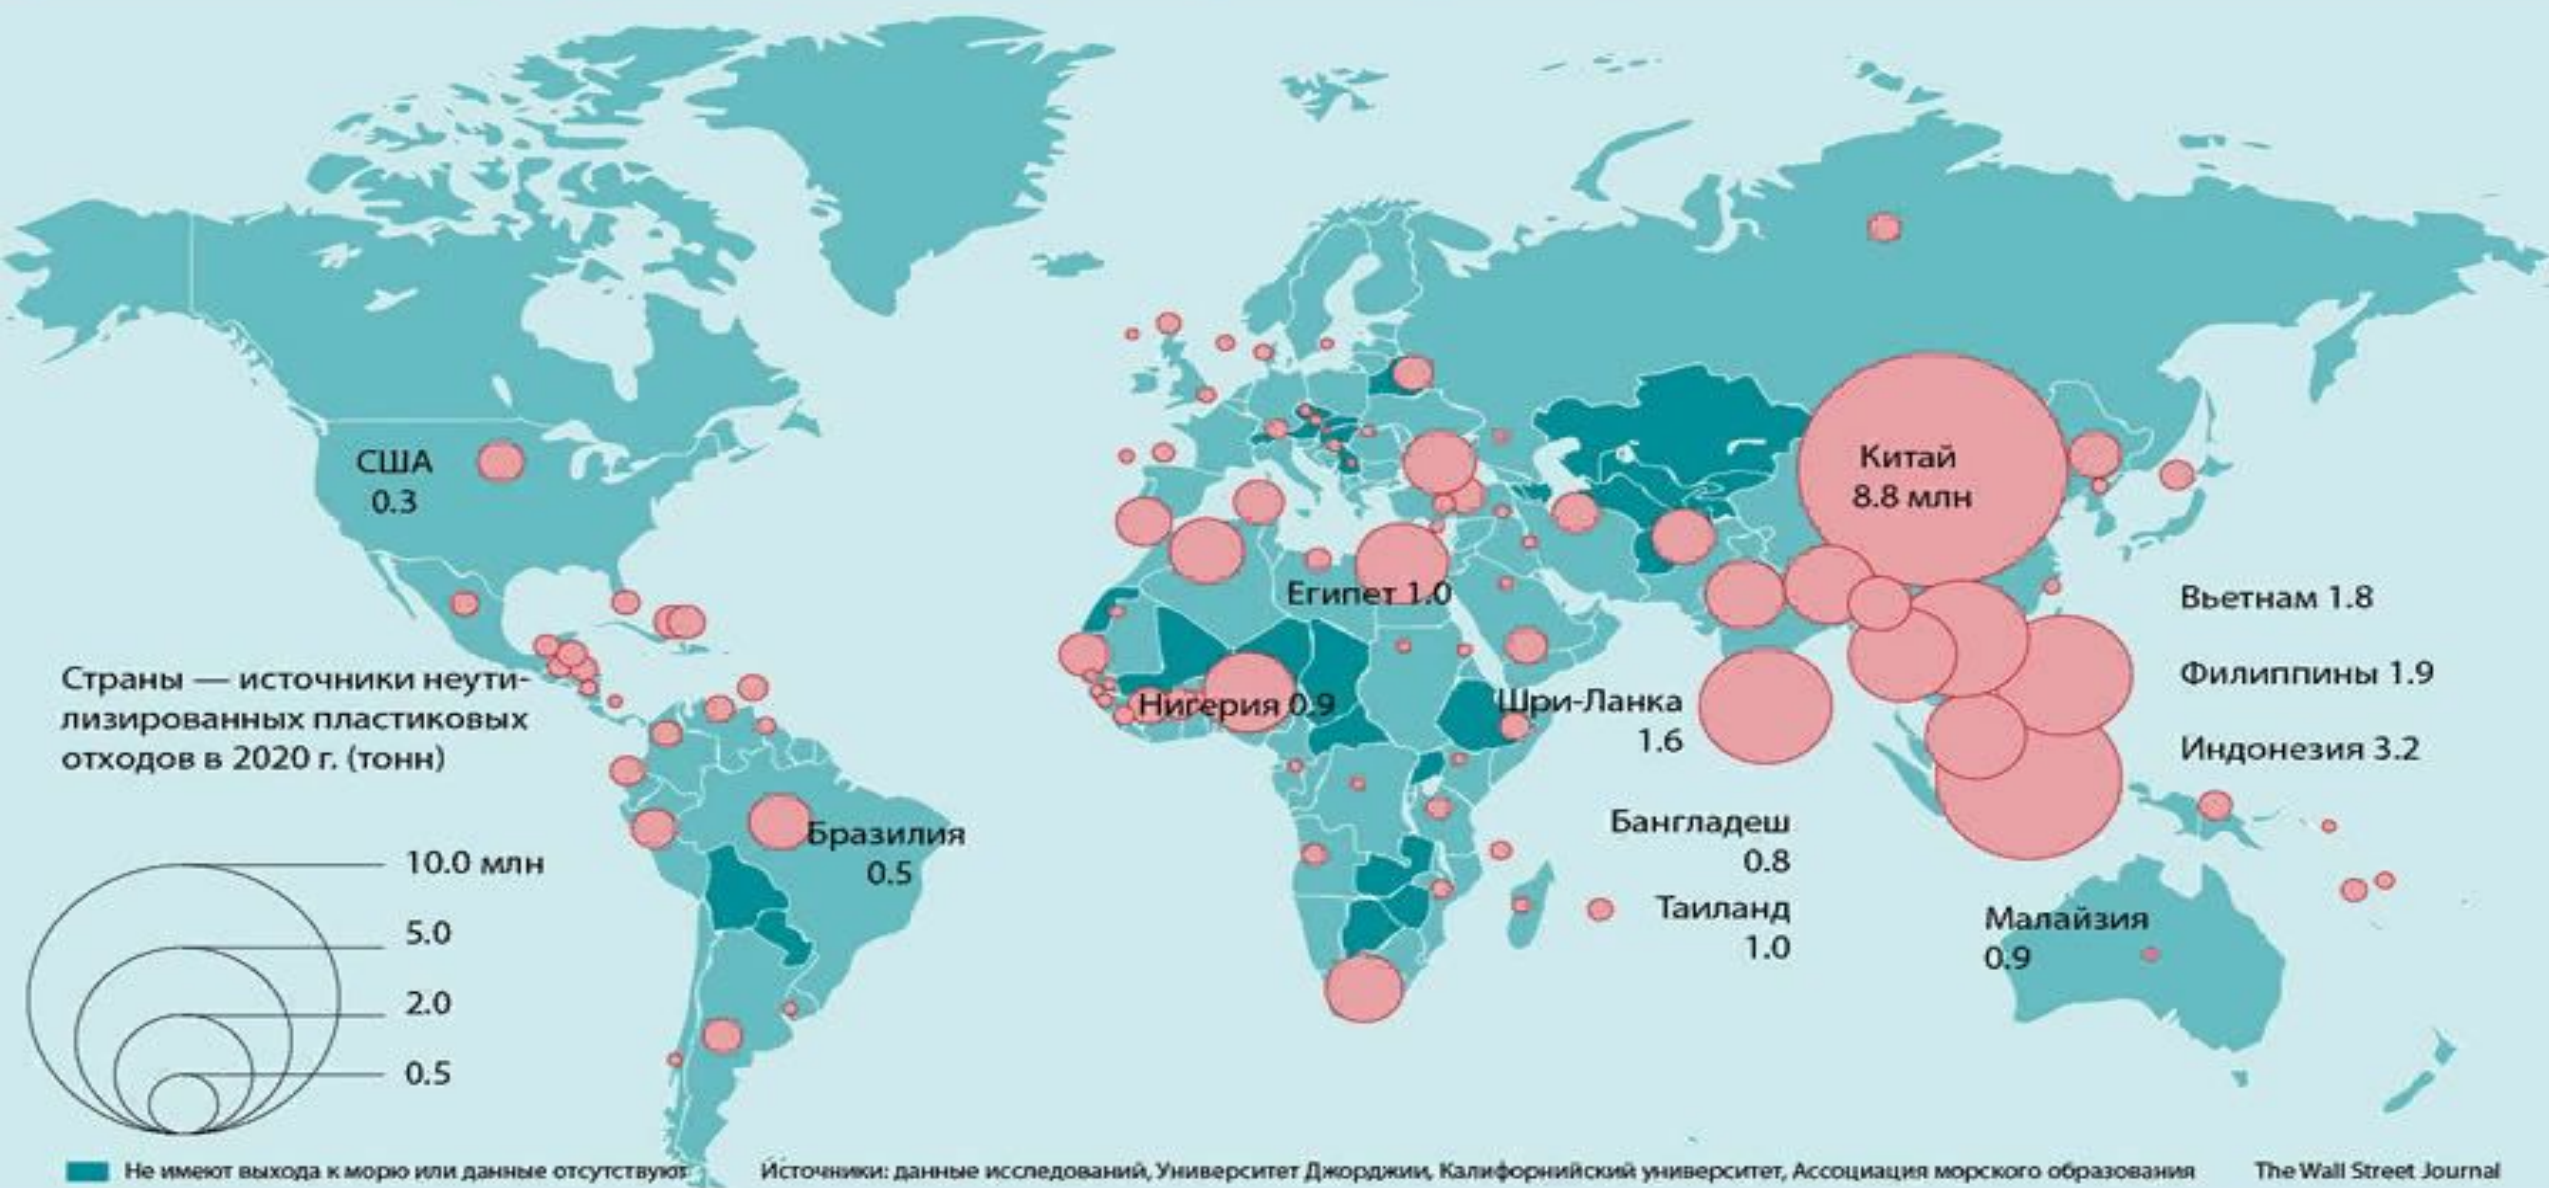 США
0.3
Китай
8.8 млн
Египет 1.0
Вьетнам 1.8
Филиппины 1.9
Индонезия 3.2
Страны — источники неути-
лизированных пластиковых
отходов в 2020 г. (тонн)
Нигерия 0.9
Шри-Ланка
1.6
Бразилия
0.5
Бангладеш
0.8
Таиланд
1.0
Малайзия
0.9
10.0 млн
5.0
2.0
0.5
Не имеют выхода к морю или данные отсутствуют
Источники: данные исследований, Университет Джорджии, Калифорнийский университет, Ассоциация морского образования
The Wall Street Journal